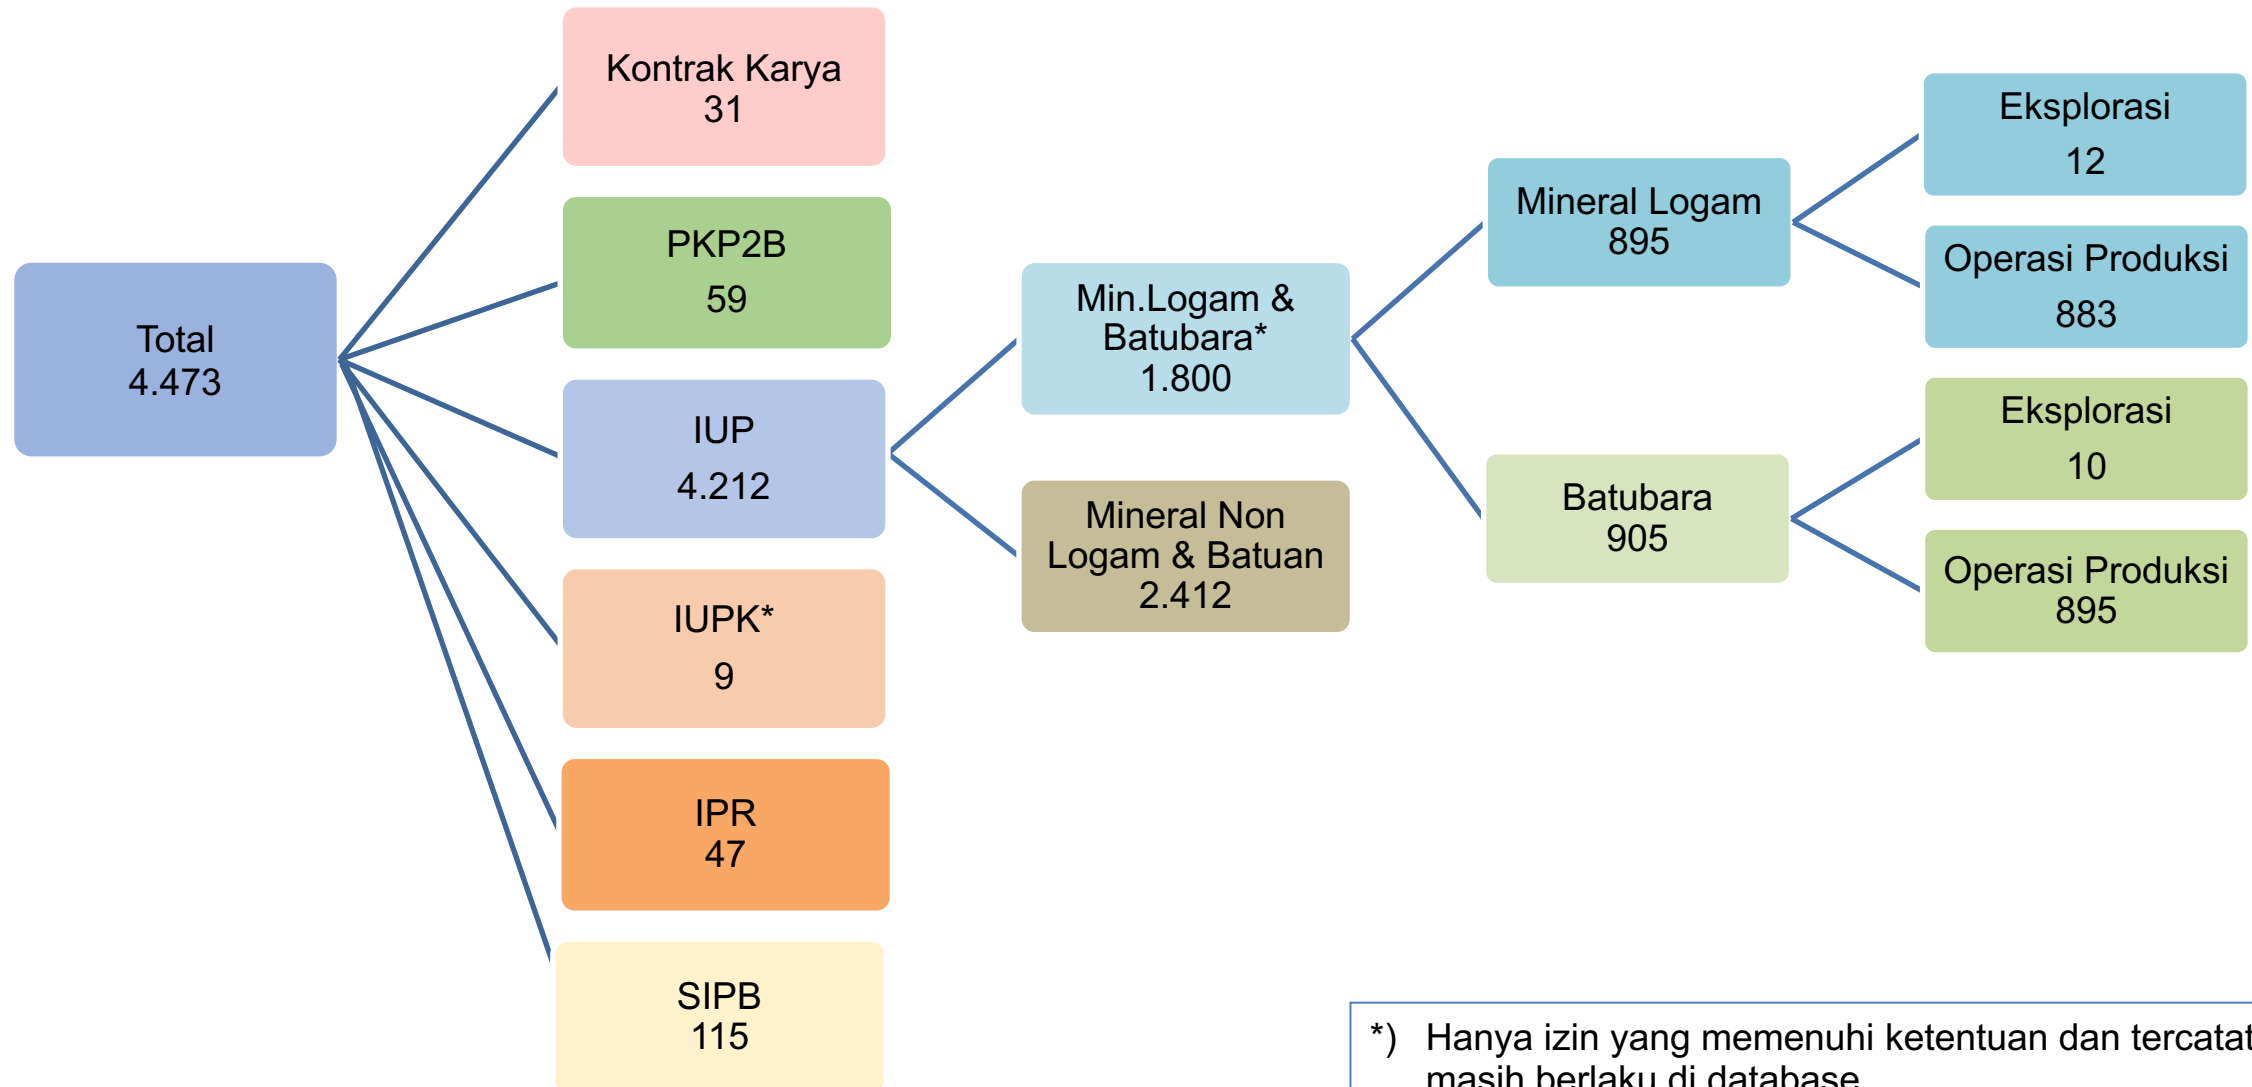 Total
4.473
Kontrak Karya
31
PKP2B
59
IUP
4.212
IUPK*
9
IPR
47
SIPB
115
Min.Logam &
Batubara*
1.800
Mineral Non
Logam & Batuan
2.412
Mineral Logam
895
Batubara
905
Eksplorasi
12
Operasi Produksi
883
Eksplorasi
10
Operasi Produksi
895
*) Hanya izin yang memenuhi ketentuan dan tercatat
masih berlaku di database